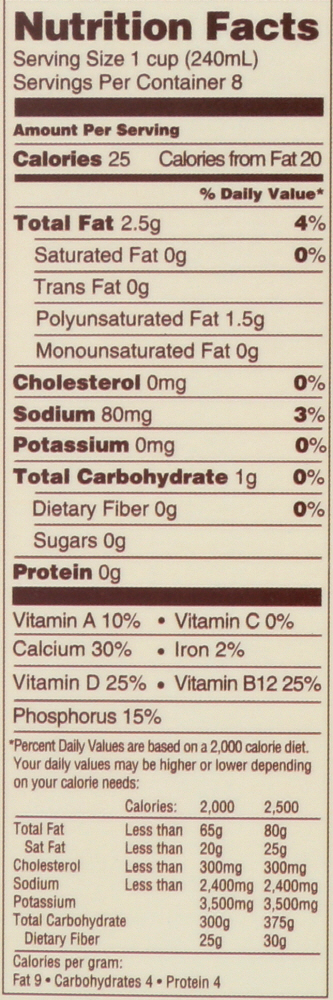 Nutrition Facts
Serving Size 1 cup (240mL)
Servings Per Container 8
Amount Per Serving
Calories 25 Calories from Fat 20
% Daily Value*
Total Fat 2.5g 4%
Saturated Fat 0g 0%
Trans Fat 0g
Polyunsaturated Fat 1.5g
Monounsaturated Fat 0g
Cholesterol 0mg 0%
Sodium 80mg 3%
Potassium 0mg 0%
Total Carbohydrate 1g 0%
Dietary Fiber 0g 0%
Sugars 0g
Protein 0g
Vitamin A 10% • Vitamin C 0%
Calcium 30% • Iron 2%
Vitamin D 25% • Vitamin B12 25%
Phosphorus 15%
*Percent Daily Values are based on a 2,000 calorie diet.
Your daily values may be higher or lower depending
on your calorie needs:
Calories: 2,000 2,500
Total Fat Less than 65g 80g
Sat Fat Less than 20g 25g
Cholesterol Less than 300mg 300mg
Sodium Less than 2,400mg 2,400mg
Potassium 3,500mg 3,500mg
Total Carbohydrate 300g 375g
Dietary Fiber 25g 30g
Calories per gram:
Fat 9 • Carbohydrates 4 • Protein 4